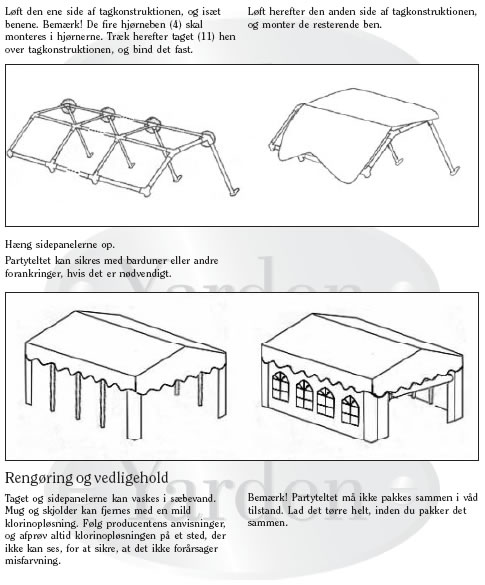 Løft den ene side af tagkonstruktionen, og isæt
benene. Bemærk! De fire hjørneben (4) skal
monteres i hjørnerne. Træk herefter taget (11) hen
over tagkonstruktionen, og bind det fast.
Løft herefter den anden side af tagkonstruktionen,
og monter de resterende ben.
Hæng sidepanelerne op.
Partyteltet kan sikres med barduner eller andre
forankringer, hvis det er nødvendigt.
Yarden
Rengøring og vedligehold
Yarden
Taget og sidepanelerne kan vaskes i sæbevand.
Mug og skjolder kan fjernes med en mild
klorinopløsning. Følg producentens anvisninger,
og afprøv altid klorinopløsningen på et sted, der
ikke kan ses, for at sikre, at det ikke forårsager
misfarvning.
Bemærk! Partyteltet må ikke pakkes sammen i våd
tilstand. Lad det tørre helt, inden du pakker det
sammen.